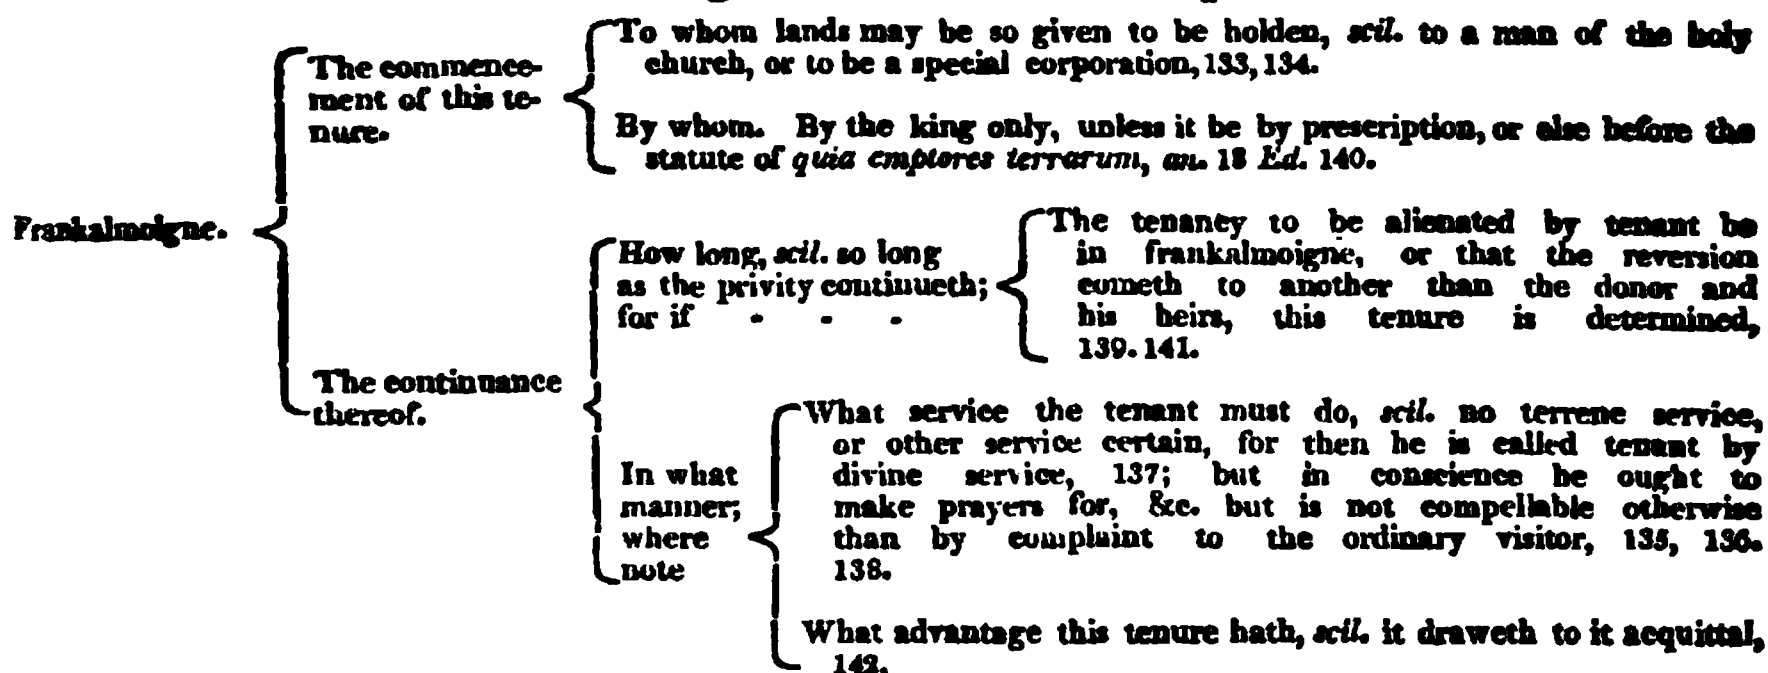 Frankalmoigne.
The commence-
ment of this te-
nure.
To whom lands may be so given to be holden, scil. to a man of the holy
church, or to be a special corporation, 133, 134.
By whom. By the king only, unless it be by prescription, or else before the
statute of quia emptores terrarum, an. 18 Ed. 140.
The continuance
thereof.
How long, scil. so long
as the privity continueth;
for if - - -
The tenancy to be alienated by tenant be
in frankalmoigne, or that the reversion
cometh to another than the donor and
his heirs, this tenure is determined,
139. 141.
In what
manner;
where
note
What service the tenant must do, scil. no terrene service,
or other service certain, for then he is called tenant by
divine service, 137; but in conscience he ought to
make prayers for, &c. but is not compellable otherwise
than by complaint to the ordinary visitor, 135, 136.
138.
What advantage this tenure hath, scil. it draweth to it acquittal,
142.